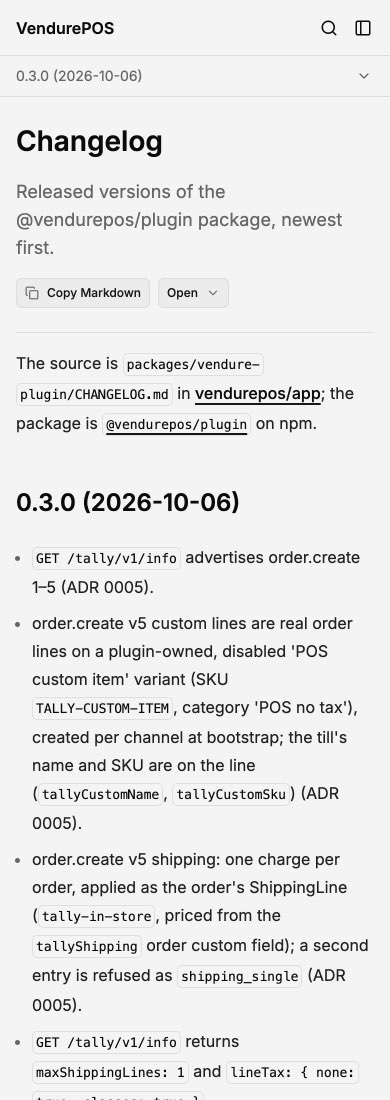 VendurePOS
0.3.0 (2026-10-06)
Changelog
Released versions of the
@vendurepos/plugin package, newest
first.
Copy Markdown Open
The source is packages/vendure-
plugin/CHANGELOG.md in vendurepos/app; the
package is @vendurepos/plugin on npm.
0.3.0 (2026-10-06)
• GET /tally/v1/info advertises order.create
1–5 (ADR 0005).
• order.create v5 custom lines are real order
lines on a plugin-owned, disabled 'POS
custom item' variant (SKU
TALLY-CUSTOM-ITEM, category 'POS no tax'),
created per channel at bootstrap; the till's
name and SKU are on the line
(tallyCustomName, tallyCustomSku) (ADR
0005).
• order.create v5 shipping: one charge per
order, applied as the order's ShippingLine
(tally-in-store, priced from the
tallyShipping order custom field); a second
entry is refused as shipping_single (ADR
0005).
• GET /tally/v1/info returns
maxShippingLines: 1 and lineTax: { none: